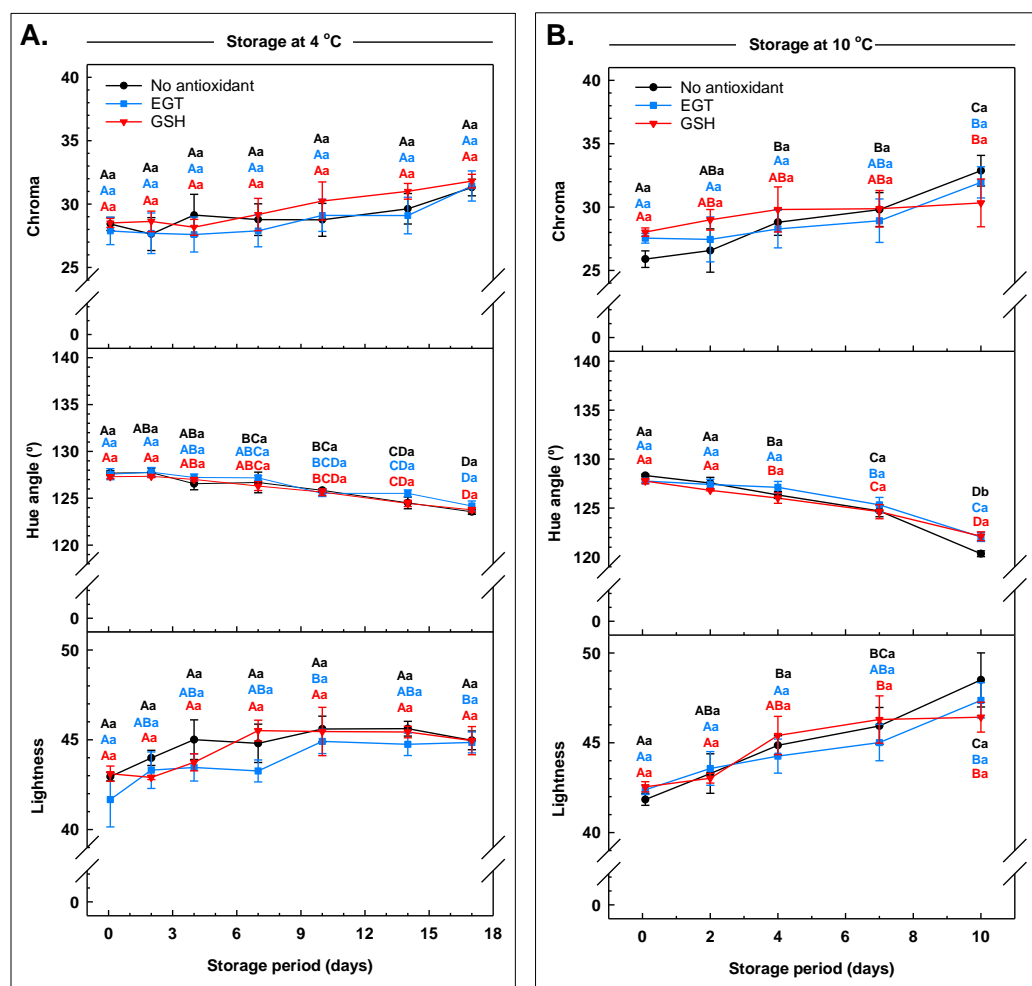 A.
Storage at 4 °C
40
35
30
25
0
Chroma
No antioxidant
EGT
GSH
Aa Aa Aa Aa Aa Aa Aa
Aa Aa Aa Aa Aa Aa Aa
Aa Aa Aa Aa Aa Aa Aa
140
135
130
125
120
0
Hue angle (º)
Aa ABa ABa BCa BCa CDa Da
Aa Aa ABa ABCa BCDa CDa Da
Aa Aa ABa ABCa BCDa CDa Da
50
45
40
0
Lightness
Aa Aa Aa Aa Aa Aa Aa
Aa ABa ABa ABa Ba ABa Ba
Aa Aa Aa Aa Aa Aa Aa
0 3 6 9 12 15 18
Storage period (days)
B.
Storage at 10 °C
40
35
30
25
0
Chroma
No antioxidant
EGT
GSH
Aa ABa Ba Ba Ca
Aa Aa Aa ABa Ba
Aa ABa ABa ABa Ba
140
135
130
125
120
0
Hue angle (º)
Aa Aa Ba Ca Db
Aa Aa Aa Ba Ca
Aa Aa Ba Ca Da
50
45
40
0
Lightness
Aa ABa Ba BCa Ca
Aa Aa Aa ABa Ba
Aa Aa ABa Ba Ba
0 2 4 6 8 10
Storage period (days)